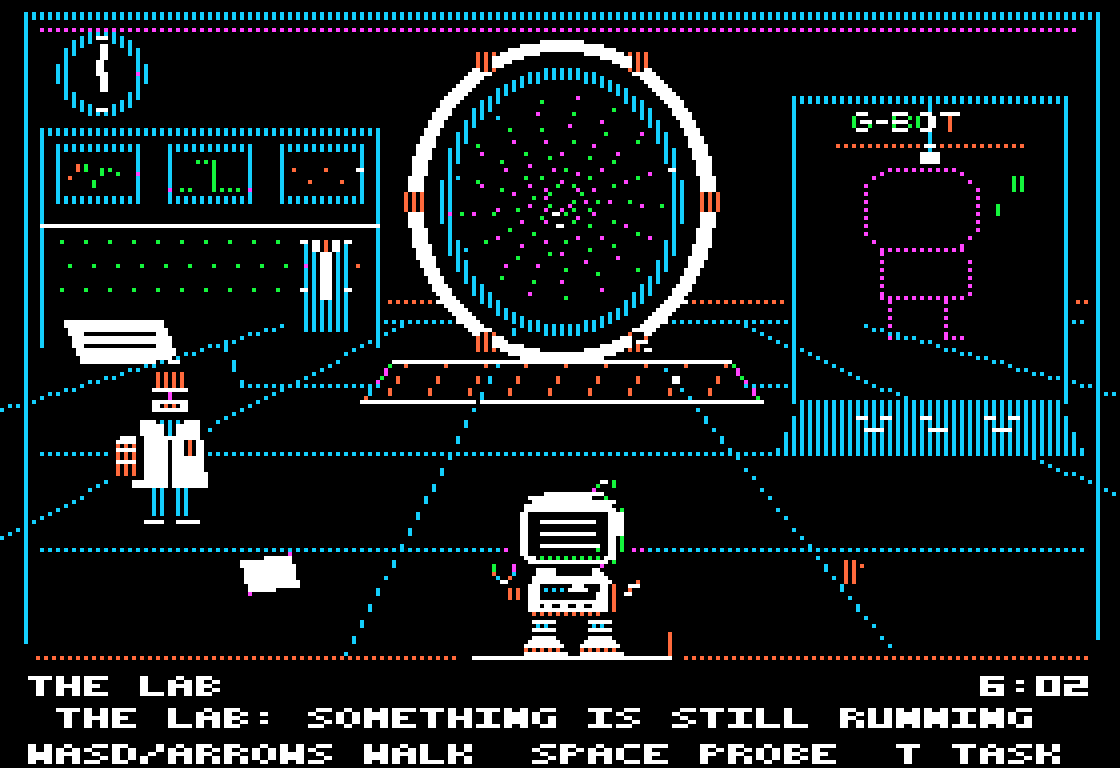 G-BOT
THE LAB 6:02
THE LAB: SOMETHING IS STILL RUNNING
WASD/ARROWS WALK SPACE PROBE T TASK